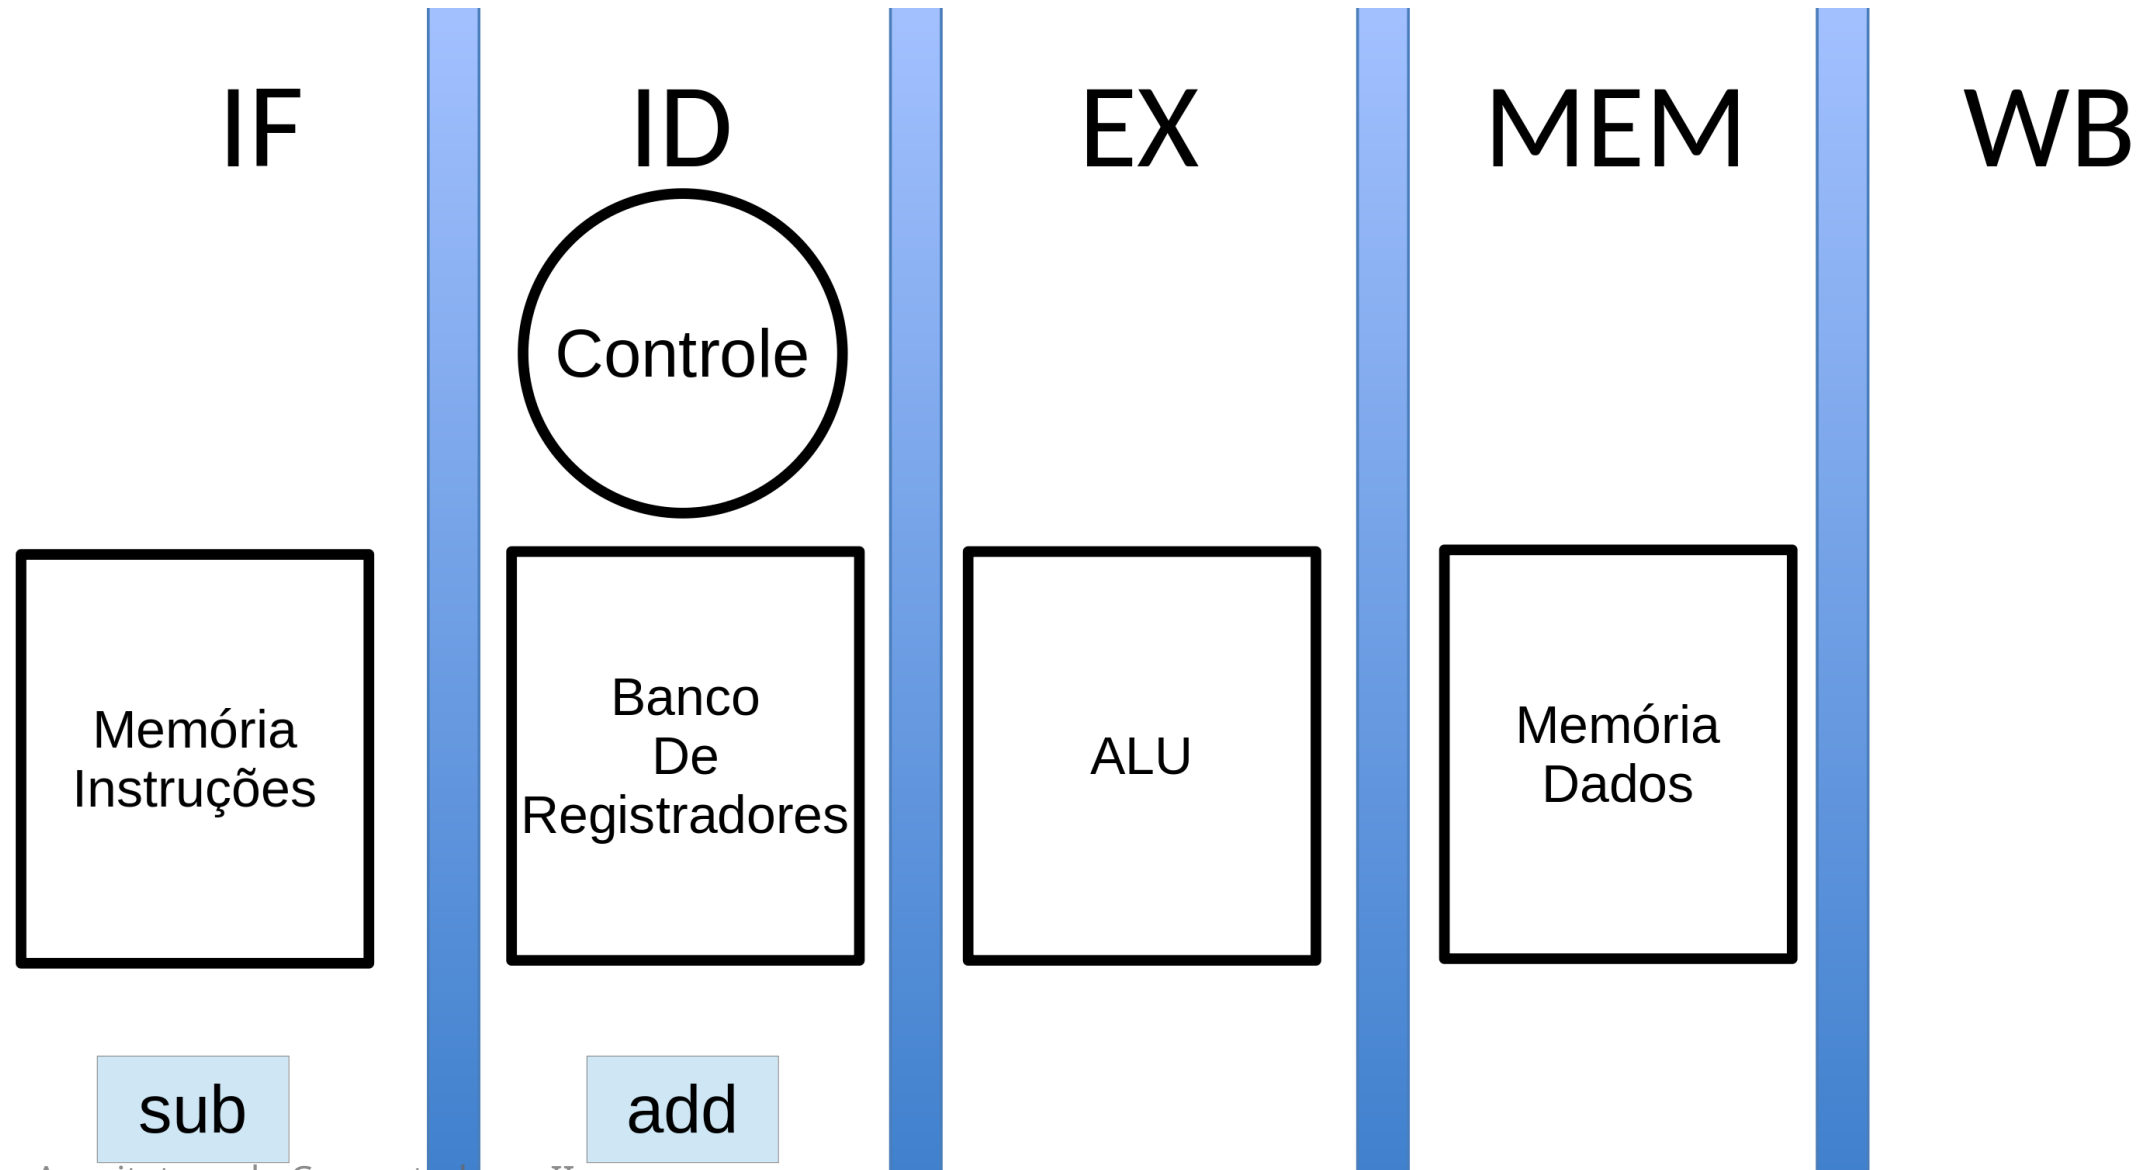 IF ID EX MEM WB
Controle
Memória
Instruções
Banco
De
Registradores
ALU
Memória
Dados
sub
add